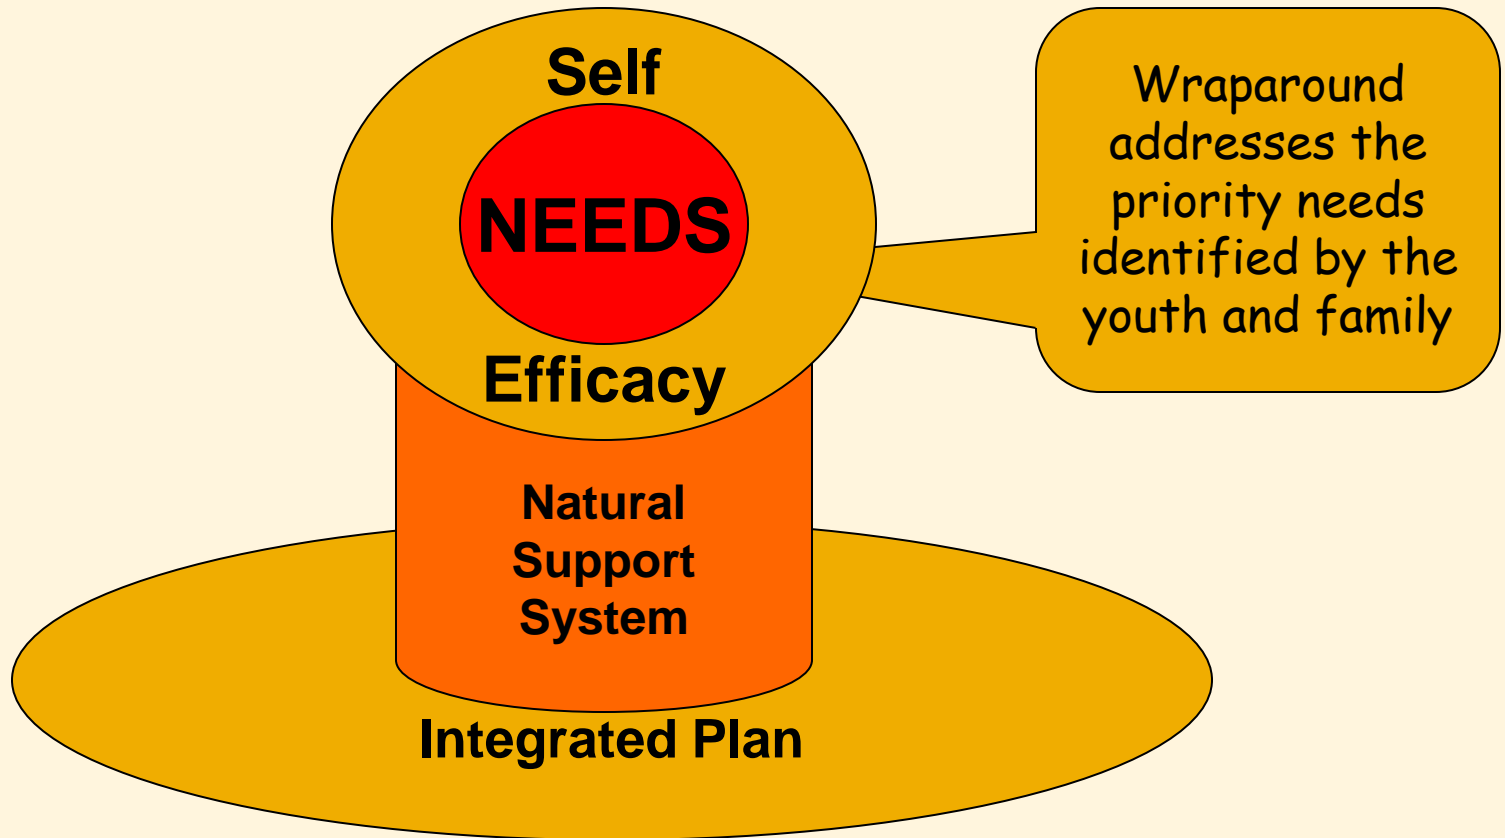 Self
NEEDS
Efficacy
Natural
Support
System
Integrated Plan
Wraparound
addresses the
priority needs
identified by the
youth and family